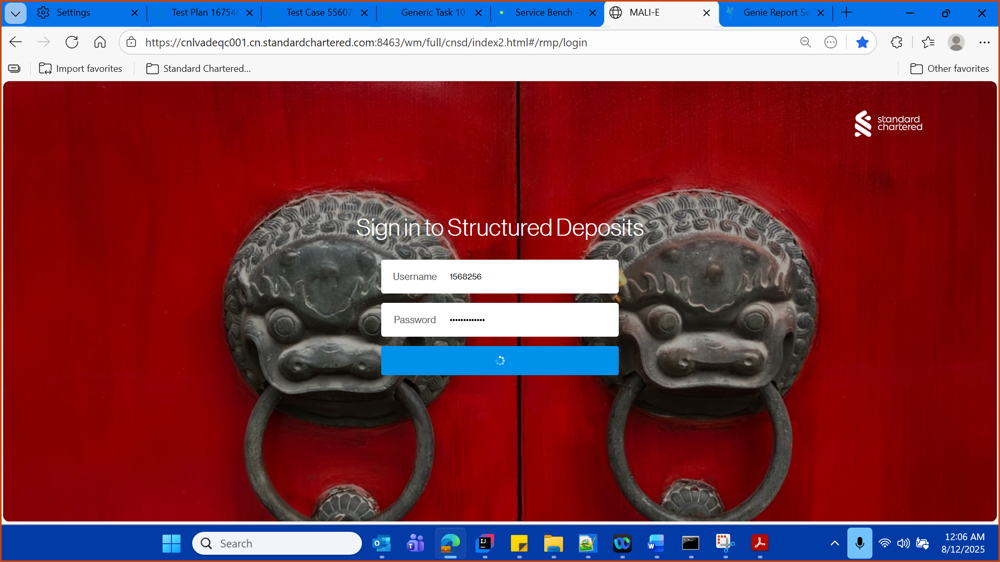 Settings
Test Plan 16754
Test Case 5560
Generic Task 10
Service Bench -
MALI-E
Genie Report Se
https://cnlvadeqc001.cn.standardchartered.com:8463/wm/full/cnsd/index2.html#/rmp/login
Import favorites
Standard Chartered...
Other favorites
standard
chartered
Sign in to Structured Deposits
Username 1568256
Password •••••••••••••
Search
12:06 AM
8/12/2025